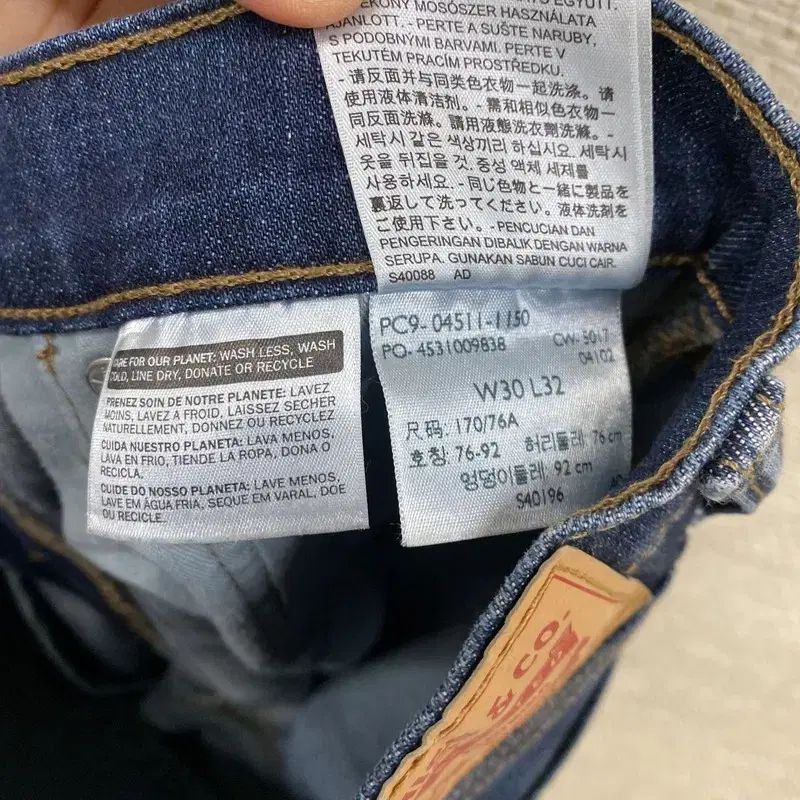 MOSÓSZER HASZNÁLATA
AJÁNLOTT. - PERTE A SUŠTE NARUBY,
S PODOBNÝMI BARVAMI. PERTE V
TEKUTÉM PRACÍM PROSTŘEDKU.
- 请反面并与同类色衣物一起洗涤。请
使用液体清洁剂。- 需和相似色衣物一
同反面洗滌。請用液態洗衣劑洗滌。-
세탁시 같은 색상끼리 하십시요. 세탁시
옷을 뒤집을 것. 중성 액체 세제를
사용하세요. - 同じ色物と一緒に製品を
裏返して洗ってください。液体洗剤を
ご使用下さい。- PENCUCIAN DAN
PENGERINGAN DIBALIK DENGAN WARNA
SERUPA. GUNAKAN SABUN CUCI CAIR.
S40088 AD
CARE FOR OUR PLANET: WASH LESS, WASH
COLD, LINE DRY, DONATE OR RECYCLE
PRENEZ SOIN DE NOTRE PLANETE: LAVEZ
MOINS, LAVEZ A FROID, LAISSEZ SECHER
NATURELLEMENT, DONNEZ OU RECYCLEZ
CUIDA NUESTRO PLANETA: LAVA MENOS,
LAVA EN FRIO, TIENDE LA ROPA, DONA O
RECICLA.
CUIDE DO NOSSO PLANETA: LAVE MENOS,
LAVE EM ÁGUA FRIA, SEQUE EM VARAL, DOE
OU RECICLE.
PC9- 04511-1150
PO- 4531009838 CW- 5017
04102
W30 L32
尺码: 170/76A
호칭: 76-92 허리둘레: 76 cm
엉덩이둘레: 92 cm
S40196
& CO.